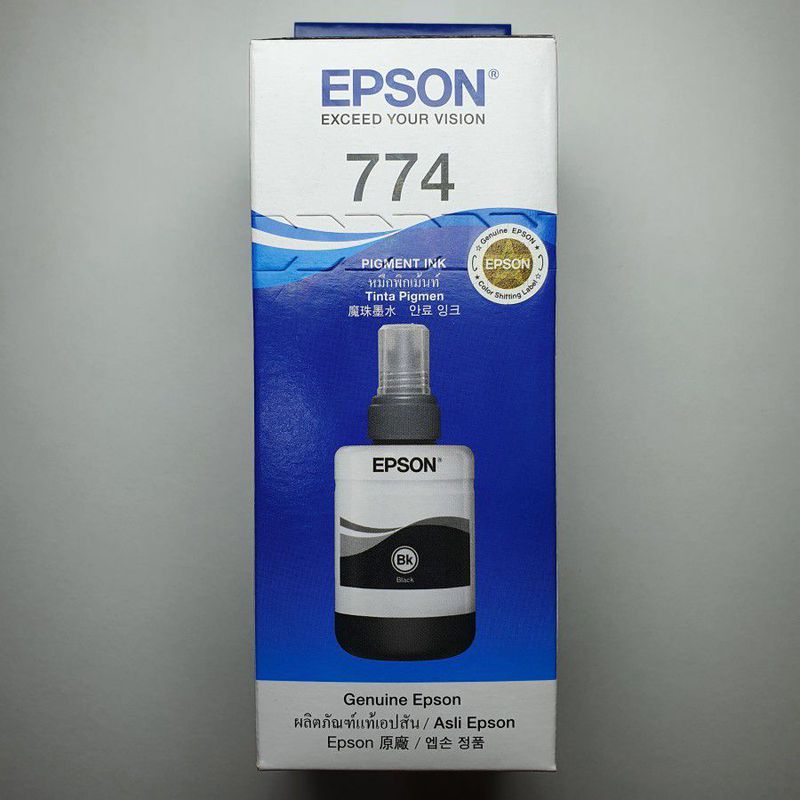 EPSON®
EXCEED YOUR VISION
774
Genuine EPSON
EPSON
Color Shifting Label
PIGMENT INK
หมึกพิกเม้นท์
Tinta Pigmen
魔珠墨水 안료 잉크
EPSON®
Bk
Black
Genuine Epson
ผลิตภัณฑ์แท้เอปสัน / Asli Epson
Epson 原廠 / 엡손 정품